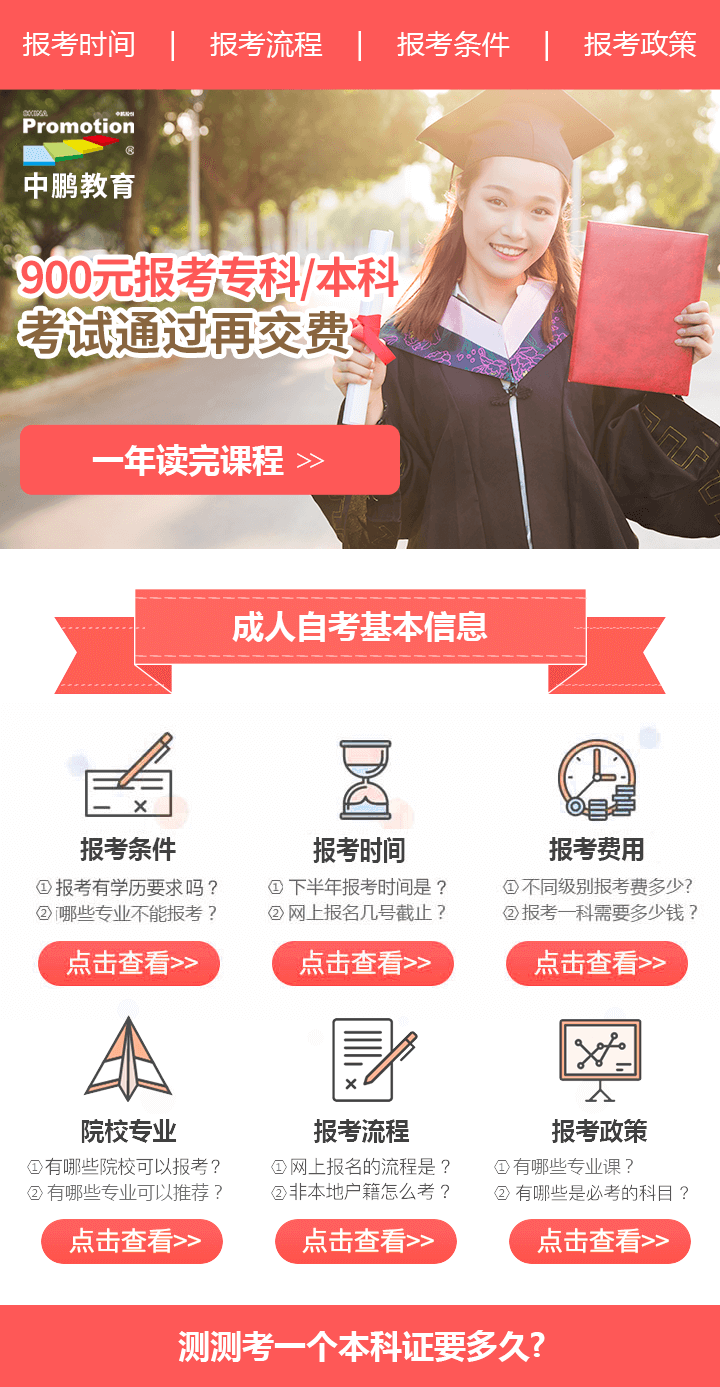 报考时间 | 报考流程 | 报考条件 | 报考政策
CHINA 中鹏股份
Promotion
®
中鹏教育
900元报考专科/本科
考试通过再交费
一年读完课程 >>
成人自考基本信息
报考条件
①报考有学历要求吗？
②哪些专业不能报考？
点击查看>>
报考时间
①下半年报考时间是？
②网上报名几号截止？
点击查看>>
报考费用
①不同级别报考费多少?
②报考一科需要多少钱？
点击查看>>
院校专业
①有哪些院校可以报考?
②有哪些专业可以推荐？
点击查看>>
报考流程
①网上报名的流程是？
②非本地户籍怎么考？
点击查看>>
报考政策
①有哪些专业课？
②有哪些是必考的科目？
点击查看>>
测测考一个本科证要多久?